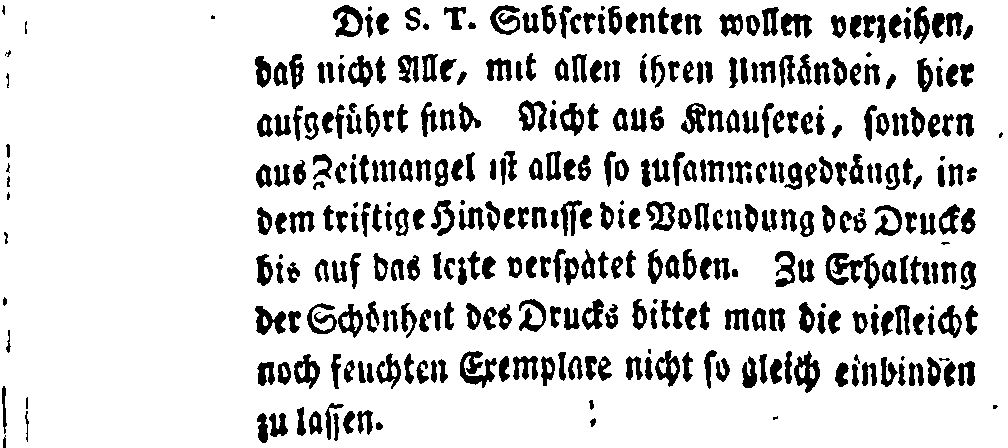 Die S. T. Subscribenten wollen verzeihen,
daß nicht Alle, mit allen ihren Umständen, hier
aufgeführt sind. Nicht aus Knauserei, sondern
aus Zeitmangel ist alles so zusammengedrängt, in-
dem triftige Hindernisse die Vollendung des Drucks
bis auf das lezte verspätet haben. Zu Erhaltung
der Schönheit des Drucks bittet man die vielleicht
noch feuchten Exemplare nicht so gleich einbinden
zu lassen.